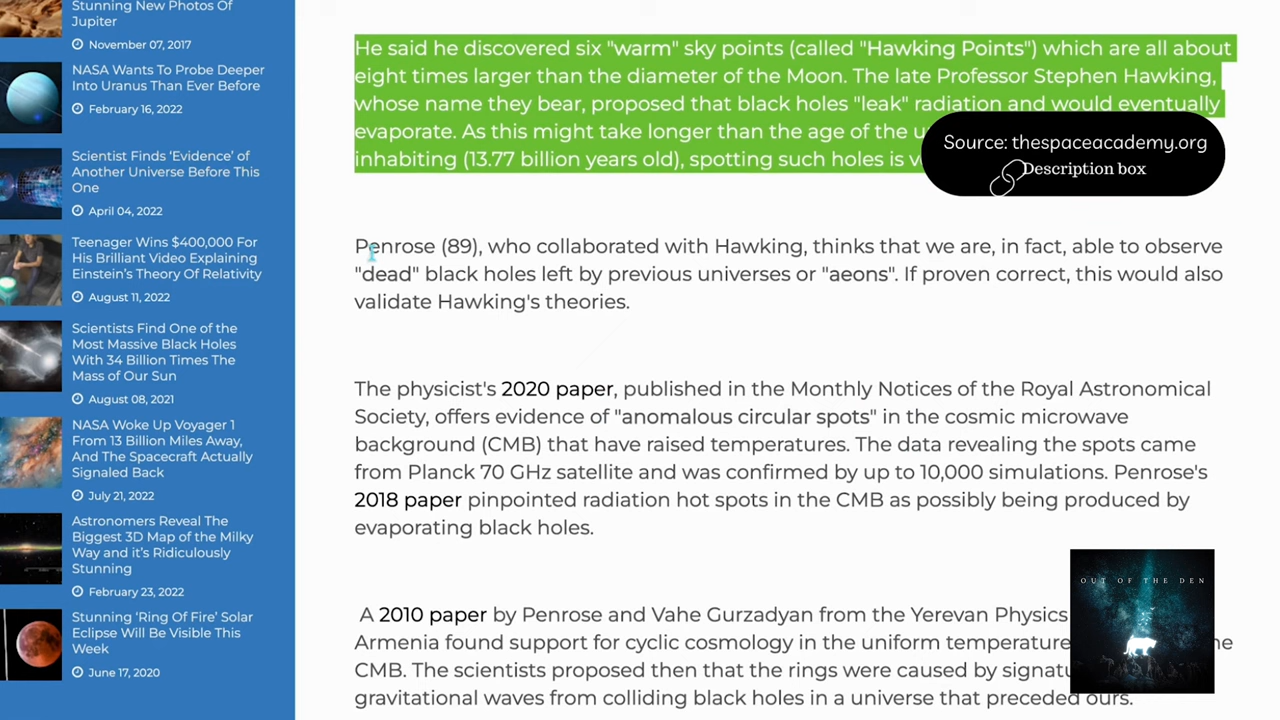 Stunning New Photos Of
Jupiter
November 07, 2017
NASA Wants To Probe Deeper
Into Uranus Than Ever Before
February 16, 2022
Scientist Finds ‘Evidence’ of
Another Universe Before This
One
April 04, 2022
Teenager Wins $400,000 For
His Brilliant Video Explaining
Einstein’s Theory Of Relativity
August 11, 2022
Scientists Find One of the
Most Massive Black Holes
With 34 Billion Times The
Mass of Our Sun
August 08, 2021
NASA Woke Up Voyager 1
From 13 Billion Miles Away,
And The Spacecraft Actually
Signaled Back
July 21, 2022
Astronomers Reveal The
Biggest 3D Map of the Milky
Way and it’s Ridiculously
Stunning
February 23, 2022
Stunning ‘Ring Of Fire’ Solar
Eclipse Will Be Visible This
Week
June 17, 2020
He said he discovered six "warm" sky points (called "Hawking Points") which are all about
eight times larger than the diameter of the Moon. The late Professor Stephen Hawking,
whose name they bear, proposed that black holes "leak" radiation and would eventually
evaporate. As this might take longer than the age of the
inhabiting (13.77 billion years old), spotting such holes is
Source: thespaceacademy.org
Description box
Penrose (89), who collaborated with Hawking, thinks that we are, in fact, able to observe
"dead" black holes left by previous universes or "aeons". If proven correct, this would also
validate Hawking's theories.
The physicist's 2020 paper, published in the Monthly Notices of the Royal Astronomical
Society, offers evidence of "anomalous circular spots" in the cosmic microwave
background (CMB) that have raised temperatures. The data revealing the spots came
from Planck 70 GHz satellite and was confirmed by up to 10,000 simulations. Penrose's
2018 paper pinpointed radiation hot spots in the CMB as possibly being produced by
evaporating black holes.
A 2010 paper by Penrose and Vahe Gurzadyan from the Yerevan Physics
Armenia found support for cyclic cosmology in the uniform temperature
CMB. The scientists proposed then that the rings were caused by
gravitational waves from colliding black holes in a universe that preceded ours.
OUT OF THE DEN